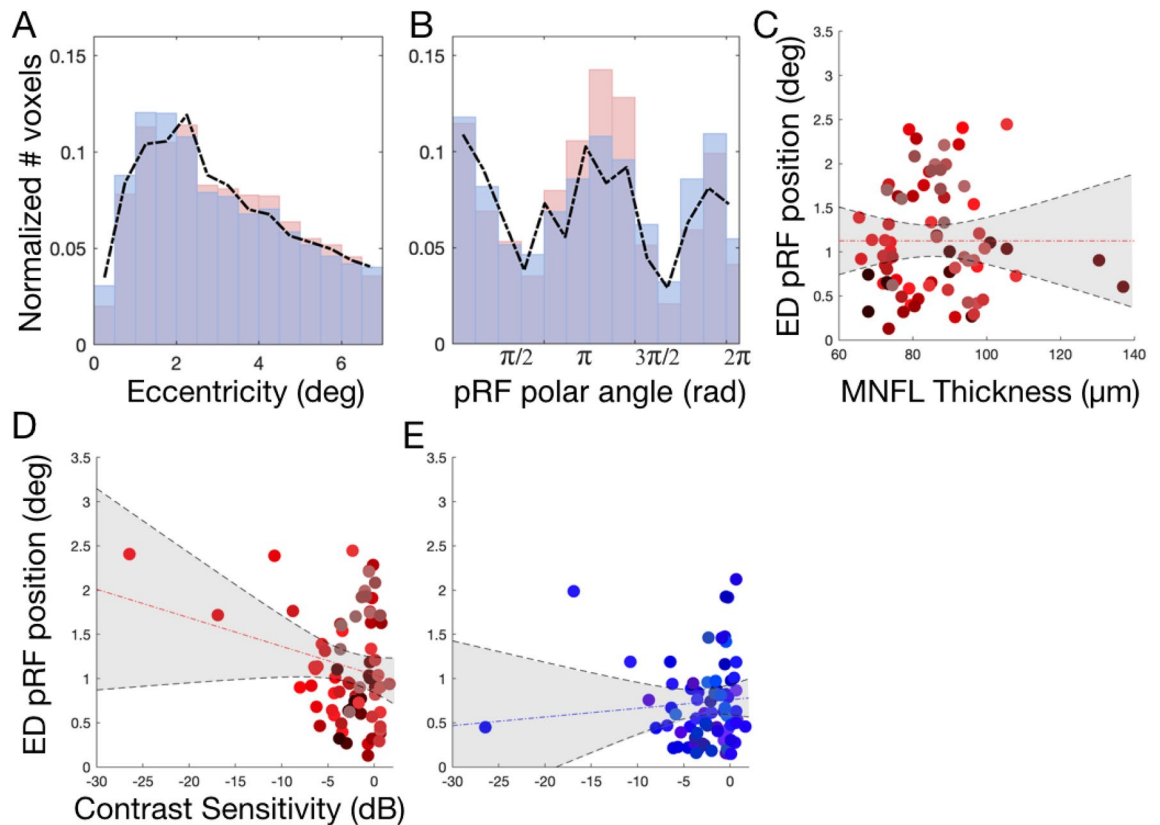 A
B
C
Normalized # voxels
0.15
0.1
0.05
0
0 2 4 6
Eccentricity (deg)
0.15
0.1
0.05
0
π/2 π 3π/2 2π
pRF polar angle (rad)
ED pRF position (deg)
3.5
3
2.5
2
1.5
1
0.5
0
60 80 100 120 140
MNFL Thickness (μm)
D
E
ED pRF position (deg)
3.5
3
2.5
2
1.5
1
0.5
0
-30 -25 -20 -15 -10 -5 0
Contrast Sensitivity (dB)
3.5
3
2.5
2
1.5
1
0.5
0
-30 -25 -20 -15 -10 -5 0